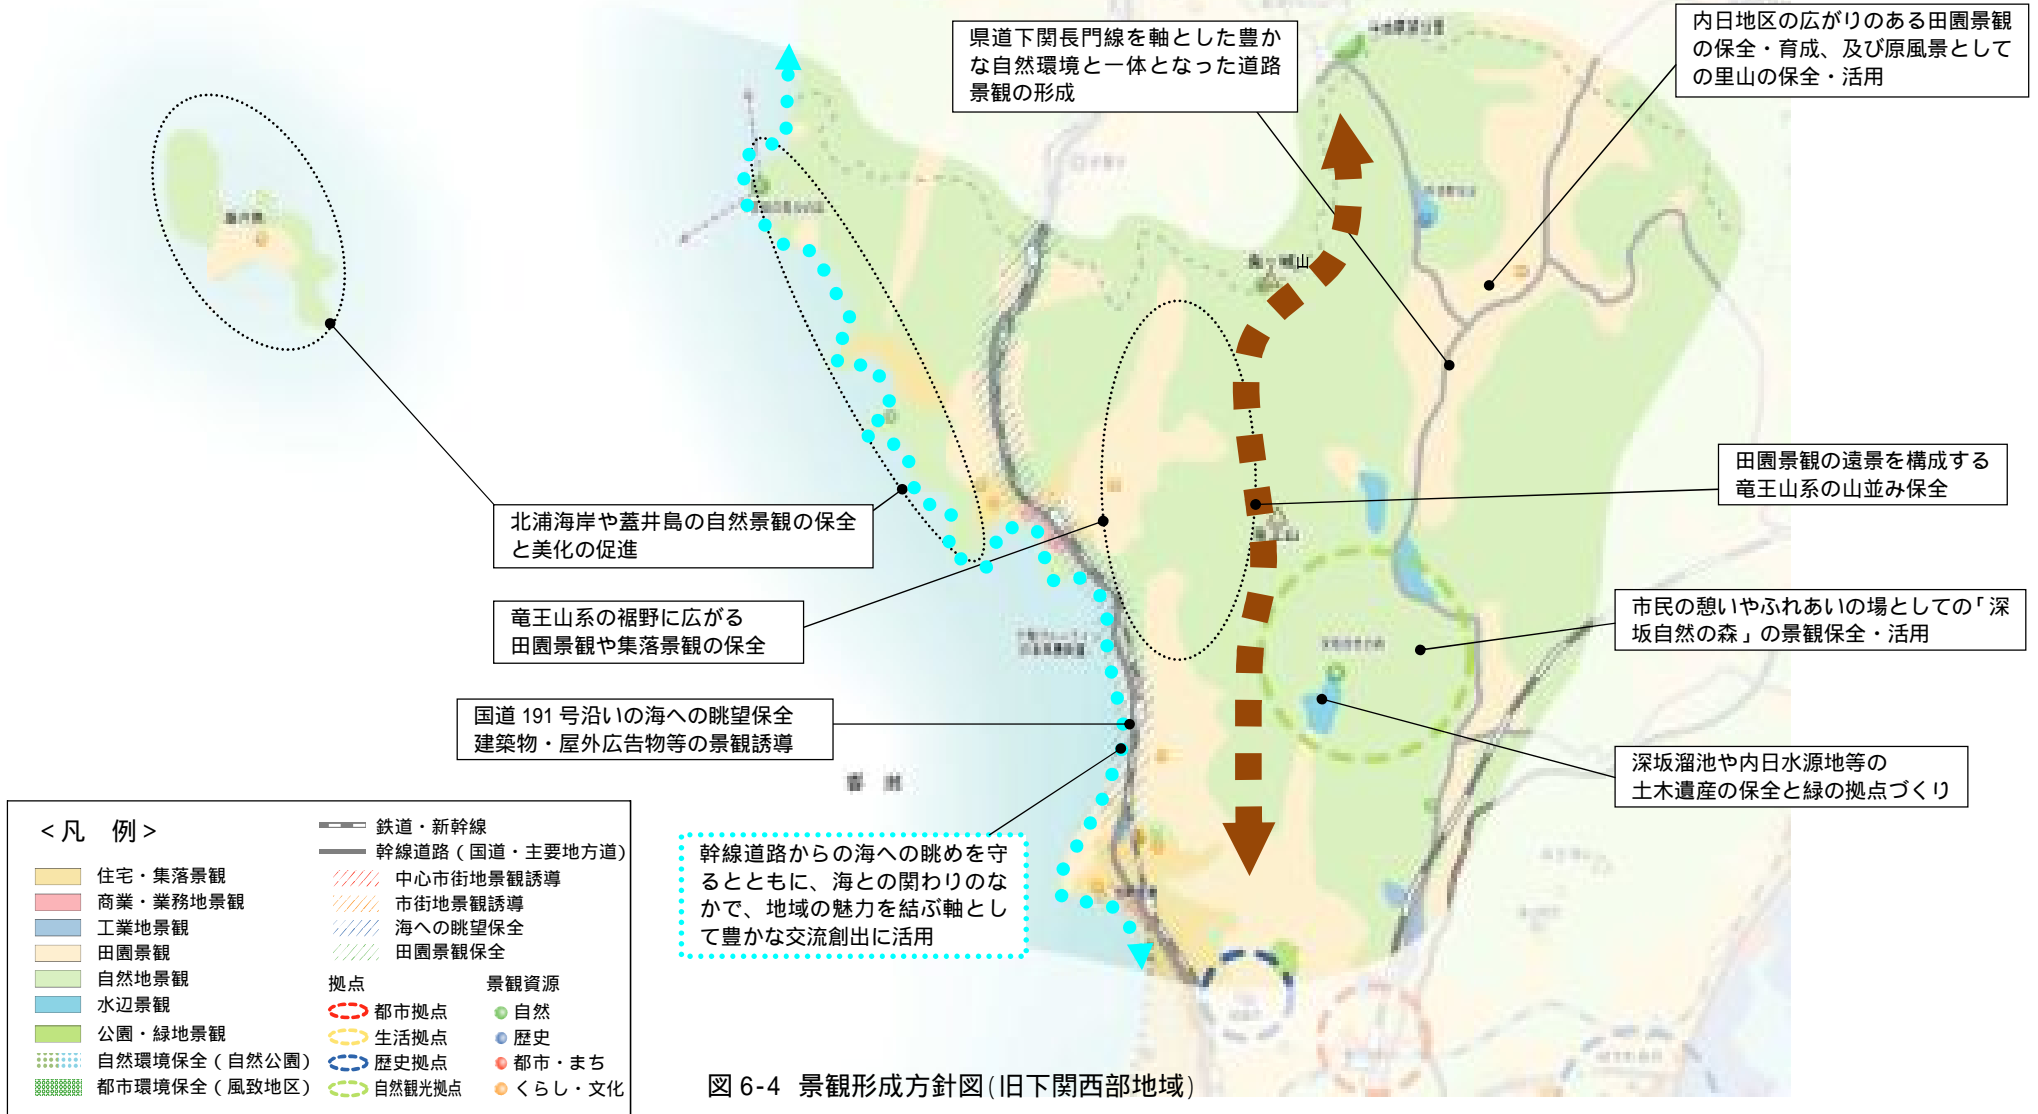 県道下関長門線を軸とした豊か
な自然環境と一体となった道路
景観の形成
内日地区の広がりのある田園景観
の保全・育成、及び原風景として
の里山の保全・活用
田園景観の遠景を構成する
竜王山系の山並み保全
北浦海岸や蓋井島の自然景観の保全
と美化の促進
竜王山系の裾野に広がる
田園景観や集落景観の保全
市民の憩いやふれあいの場としての「深
坂自然の森」の景観保全・活用
国道 191 号沿いの海への眺望保全
建築物・屋外広告物等の景観誘導
深坂溜池や内日水源地等の
土木遺産の保全と緑の拠点づくり
幹線道路からの海への眺めを守
るとともに、海との関わりのな
かで、地域の魅力を結ぶ軸とし
て豊かな交流創出に活用
<凡　例>
住宅・集落景観
商業・業務地景観
工業地景観
田園景観
自然地景観
水辺景観
公園・緑地景観
自然環境保全（自然公園）
都市環境保全（風致地区）
鉄道・新幹線
幹線道路（国道・主要地方道）
中心市街地景観誘導
市街地景観誘導
海への眺望保全
田園景観保全
拠点
都市拠点
生活拠点
歴史拠点
自然観光拠点
景観資源
自然
歴史
都市・まち
くらし・文化
図 6-4 景観形成方針図(旧下関西部地域)